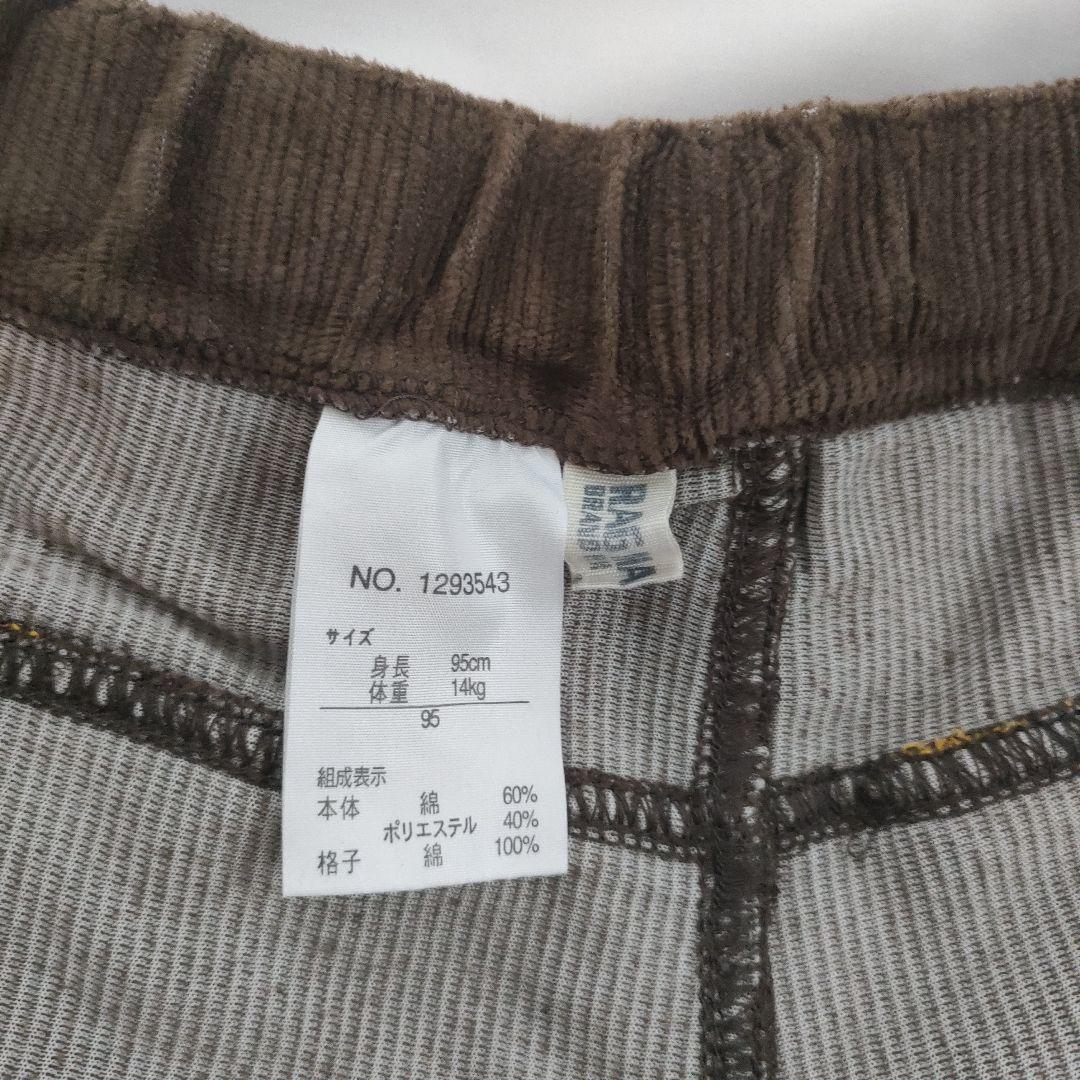 NO. 1293543
サイズ
身長 95cm
体重 14kg
95
組成表示
本体 綿 60%
ポリエステル 40%
格子 綿 100%
BRAND